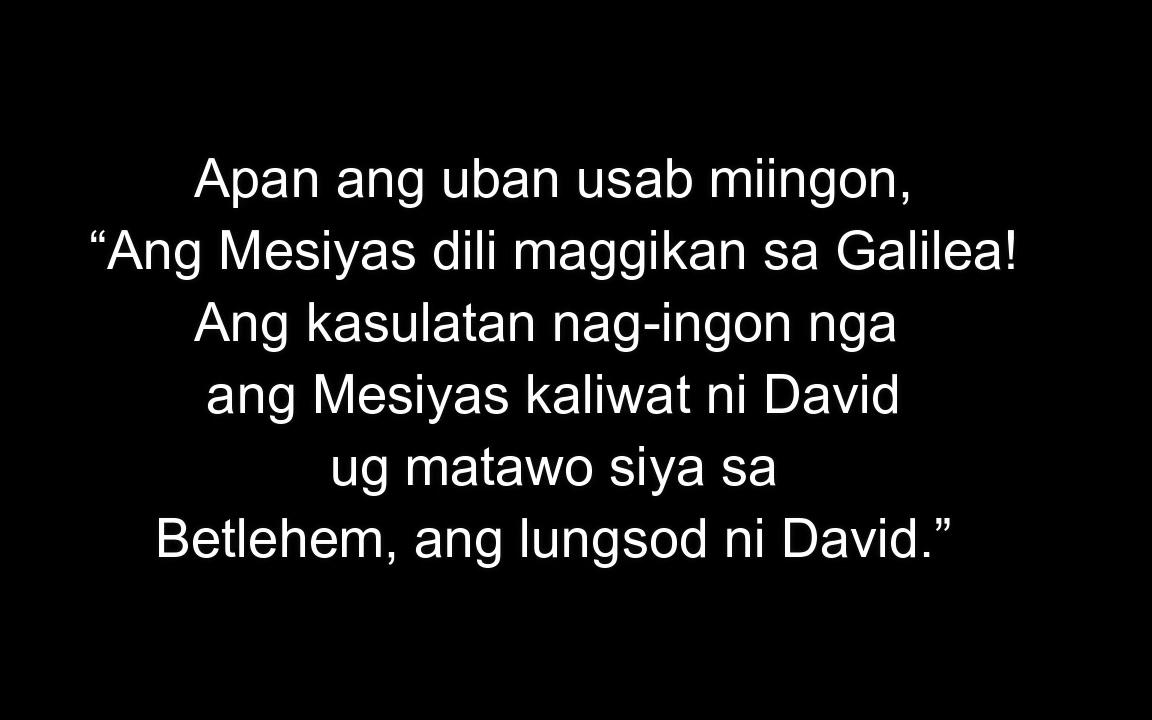 Apan ang uban usab miingon,
“Ang Mesiyas dili maggikan sa Galilea!
Ang kasulatan nag-ingon nga
ang Mesiyas kaliwat ni David
ug matawo siya sa
Betlehem, ang lungsod ni David.”